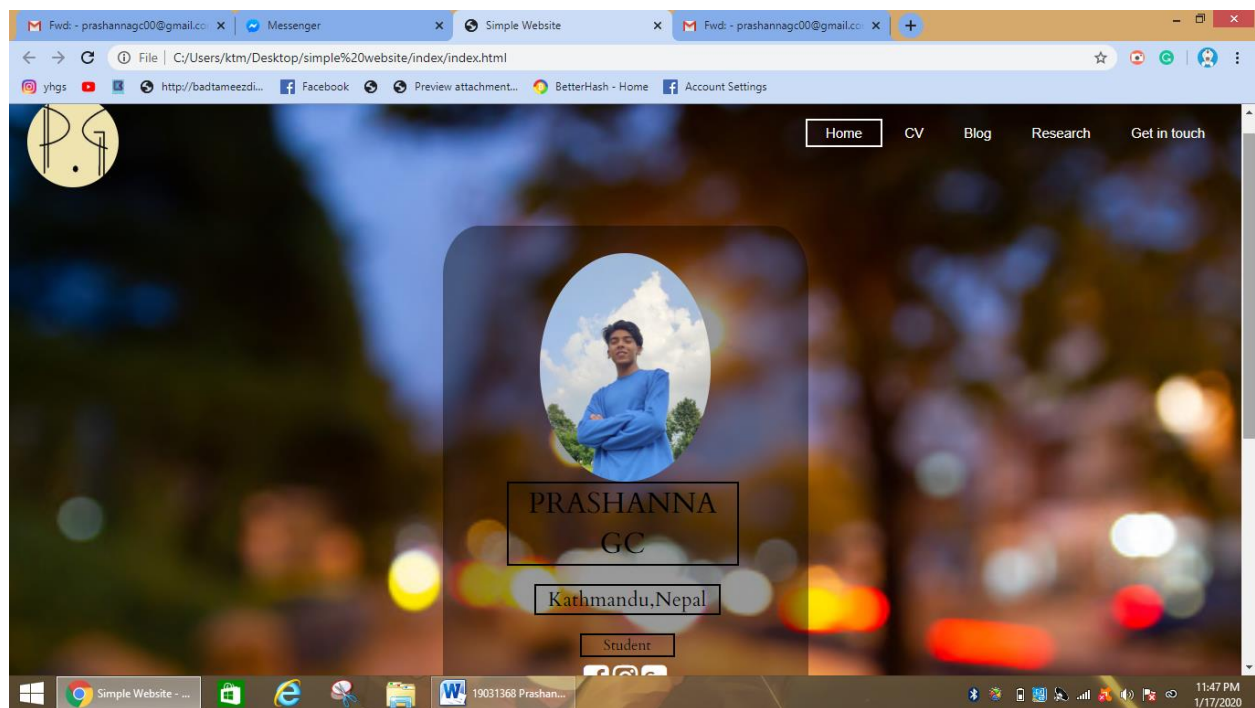 Fwd: - prashannagc00@gmail.co
Messenger
Simple Website
Fwd: - prashannagc00@gmail.co
File | C:/Users/ktm/Desktop/simple%20website/index/index.html
yhgs
http://badtameezdi...
Facebook
Preview attachment...
BetterHash - Home
Account Settings
P.G
Home
CV
Blog
Research
Get in touch
PRASHANNA
GC
Kathmandu,Nepal
Student
Simple Website - ...
19031368 Prashan...
11:47 PM
1/17/2020